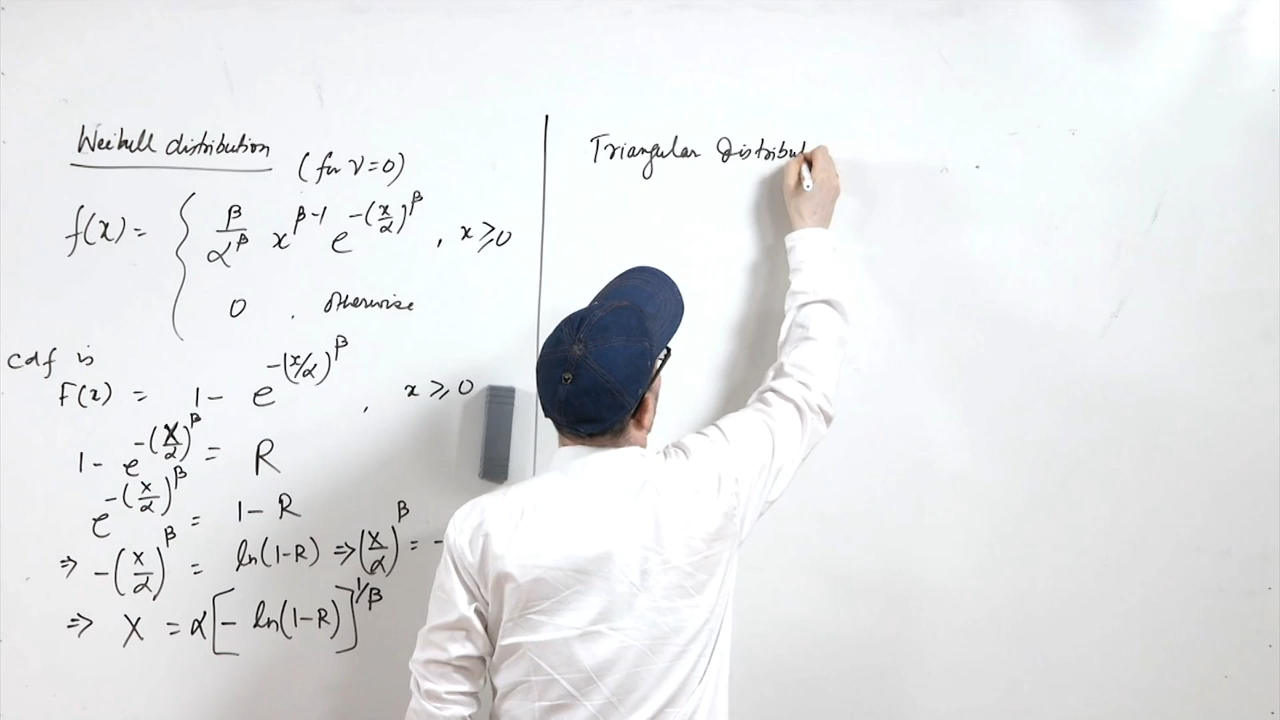 Weibull distribution
(for ν=0)
f(x) = { β/α^β x^(β-1) e^(-(x/α)^β) , x ≥ 0
0 , otherwise
cdf is
F(x) = 1 - e^(-(x/α)^β) , x ≥ 0
1 - e^(-(X/α)^β) = R
e^(-(X/α)^β) = 1 - R
⇒ -(X/α)^β = ln(1-R) ⇒ (X/α)^β = -
⇒ X = α[- ln(1-R)]^(1/β)
Triangular Distribut